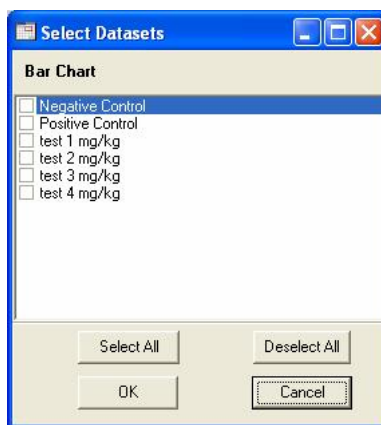 Select Datasets
Bar Chart
Negative Control
Positive Control
test 1 mg/kg
test 2 mg/kg
test 3 mg/kg
test 4 mg/kg
Select All Deselect All
OK Cancel